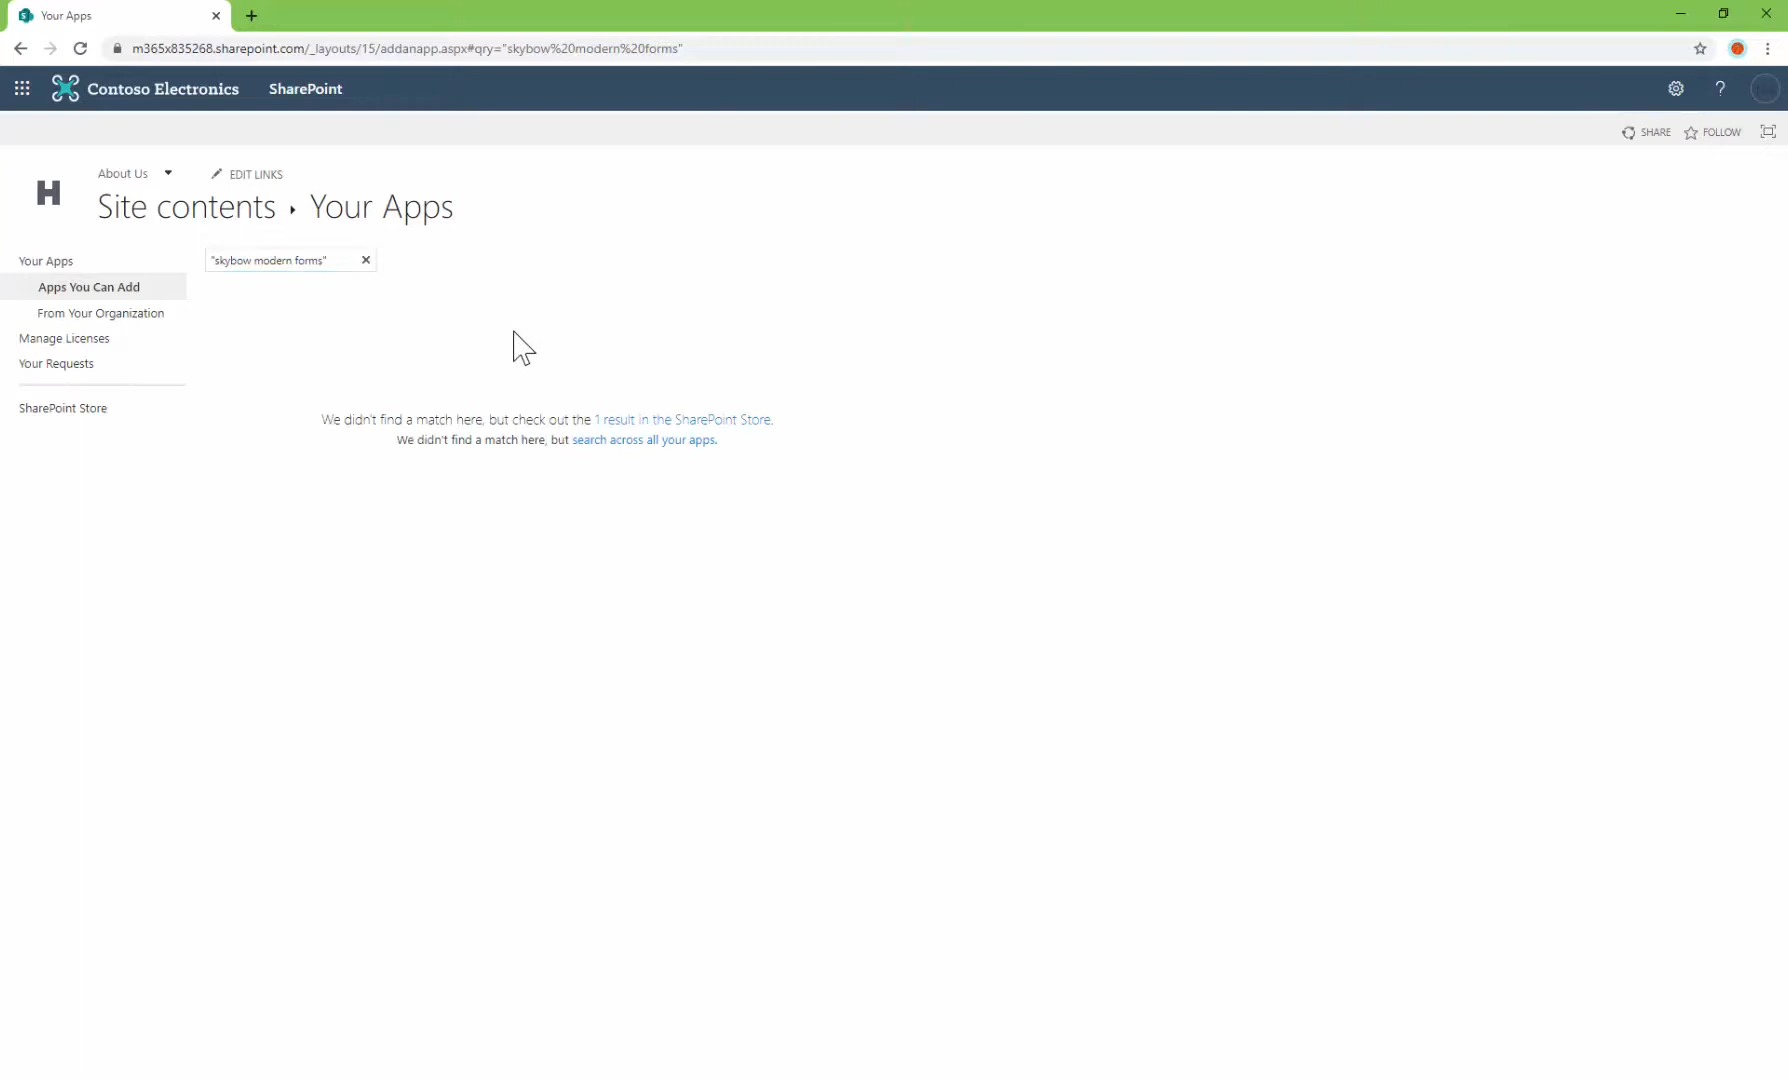 Your Apps
m365x835268.sharepoint.com/_layouts/15/addanapp.aspx#qry="skybow%20modern%20forms"
Contoso Electronics SharePoint
SHARE FOLLOW
About Us EDIT LINKS
H
Site contents Your Apps
Your Apps
"skybow modern forms"
Apps You Can Add
From Your Organization
Manage Licenses
Your Requests
SharePoint Store
We didn't find a match here, but check out the 1 result in the SharePoint Store.
We didn't find a match here, but search across all your apps.